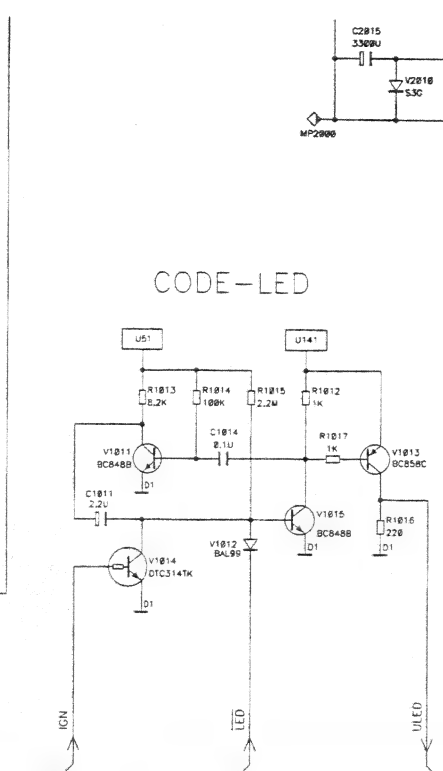 C2015
3300U
V2010
S3G
MP2000
CODE-LED
U51
U141
R1013
8.2K
R1014
100K
R1015
2.2M
R1012
1K
C1014
0.1U
R1017
1K
V1011
BC848B
V1013
BC858C
D1
C1011
2.2U
V1015
BC848B
R1016
220
V1012
BAL99
D1
D1
V1014
DTC314TK
D1
IGN
LED
ULED